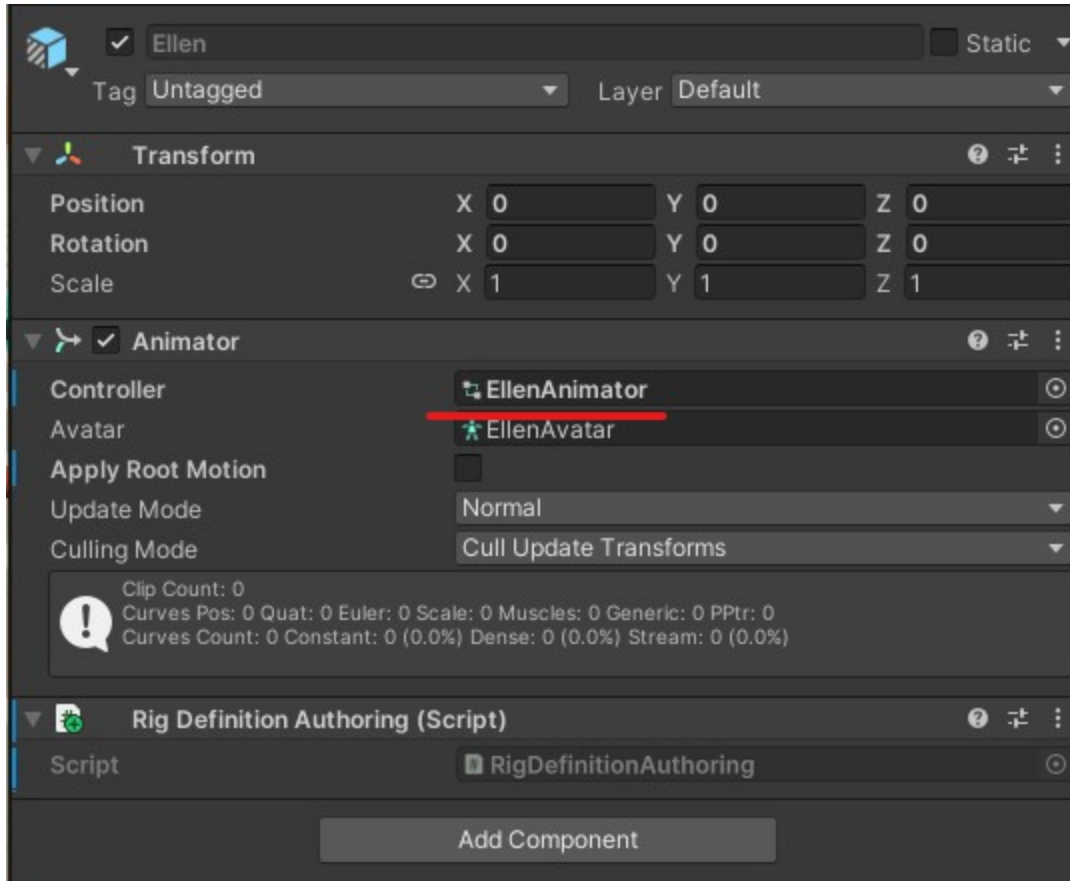 Ellen Static
Tag Untagged Layer Default
Transform
Position X 0 Y 0 Z 0
Rotation X 0 Y 0 Z 0
Scale X 1 Y 1 Z 1
Animator
Controller EllenAnimator
Avatar EllenAvatar
Apply Root Motion
Update Mode Normal
Culling Mode Cull Update Transforms
Clip Count: 0
Curves Pos: 0 Quat: 0 Euler: 0 Scale: 0 Muscles: 0 Generic: 0 PPtr: 0
Curves Count: 0 Constant: 0 (0.0%) Dense: 0 (0.0%) Stream: 0 (0.0%)
Rig Definition Authoring (Script)
Script RigDefinitionAuthoring
Add Component